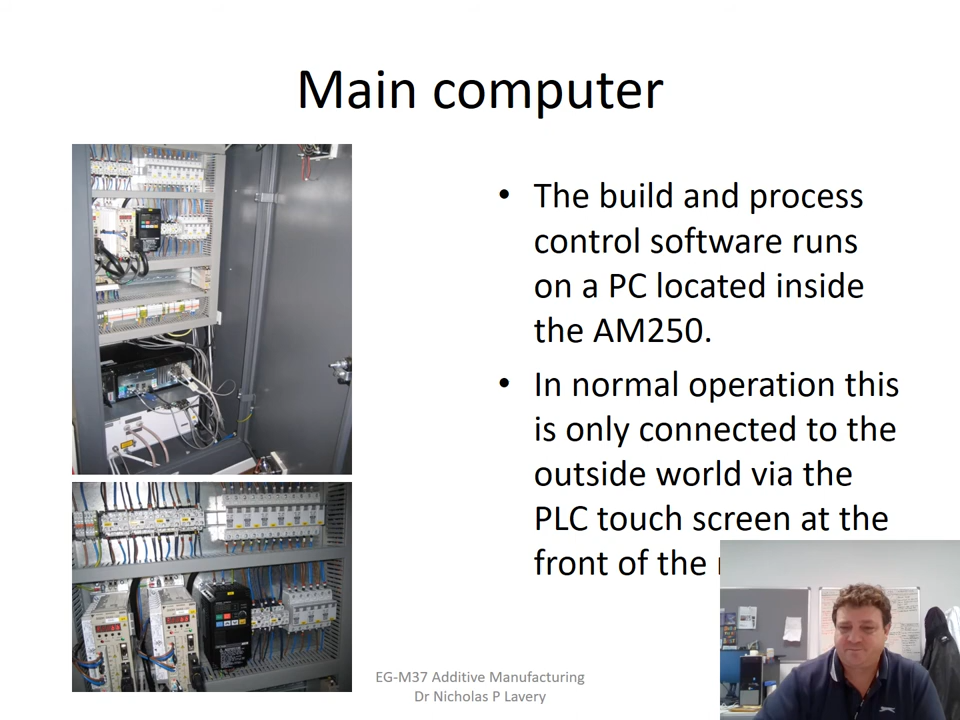 Main computer
• The build and process
control software runs
on a PC located inside
the AM250.
• In normal operation this
is only connected to the
outside world via the
PLC touch screen at the
front of the
EG-M37 Additive Manufacturing
Dr Nicholas P Lavery